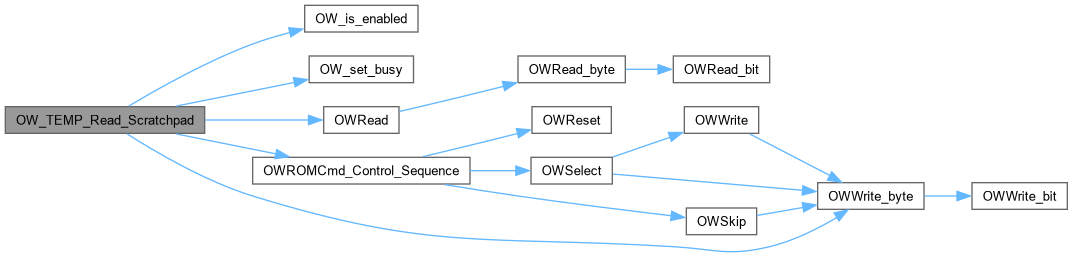 OW_TEMP_Read_Scratchpad
OW_is_enabled
OW_set_busy
OWRead
OWRead_byte
OWRead_bit
OWROMCmd_Control_Sequence
OWReset
OWSelect
OWWrite
OWSkip
OWWrite_byte
OWWrite_bit